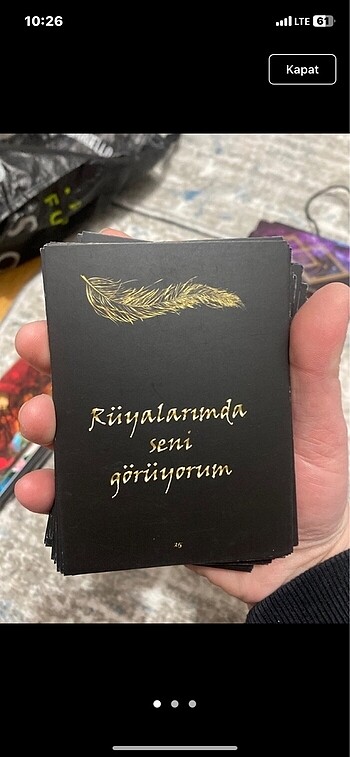 10:26
LTE 61
Kapat
Rüyalarımda
seni
görüyorum